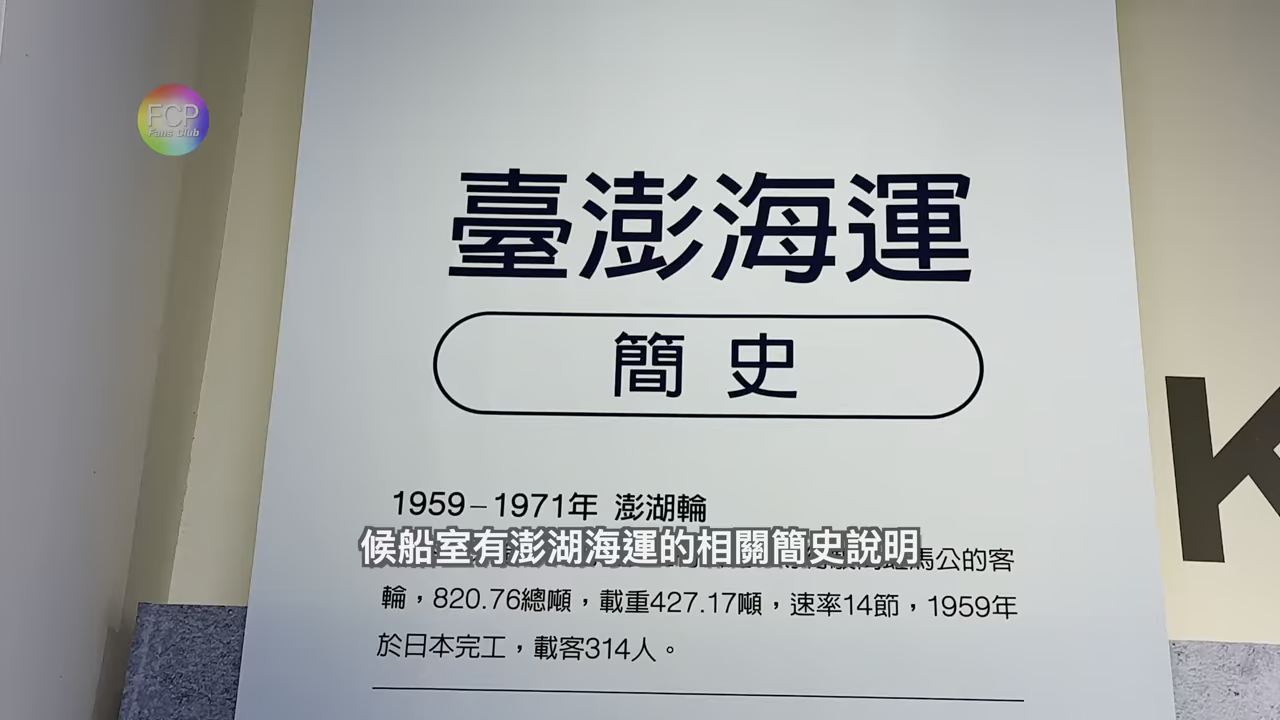 FCP
Fans Club
臺澎海運
簡史
1959-1971年 澎湖輪
候船室有澎湖海運的相關簡史說明
馬公的客
輪，820.76總噸，載重427.17噸，速率14節，1959年
於日本完工，載客314人。
K